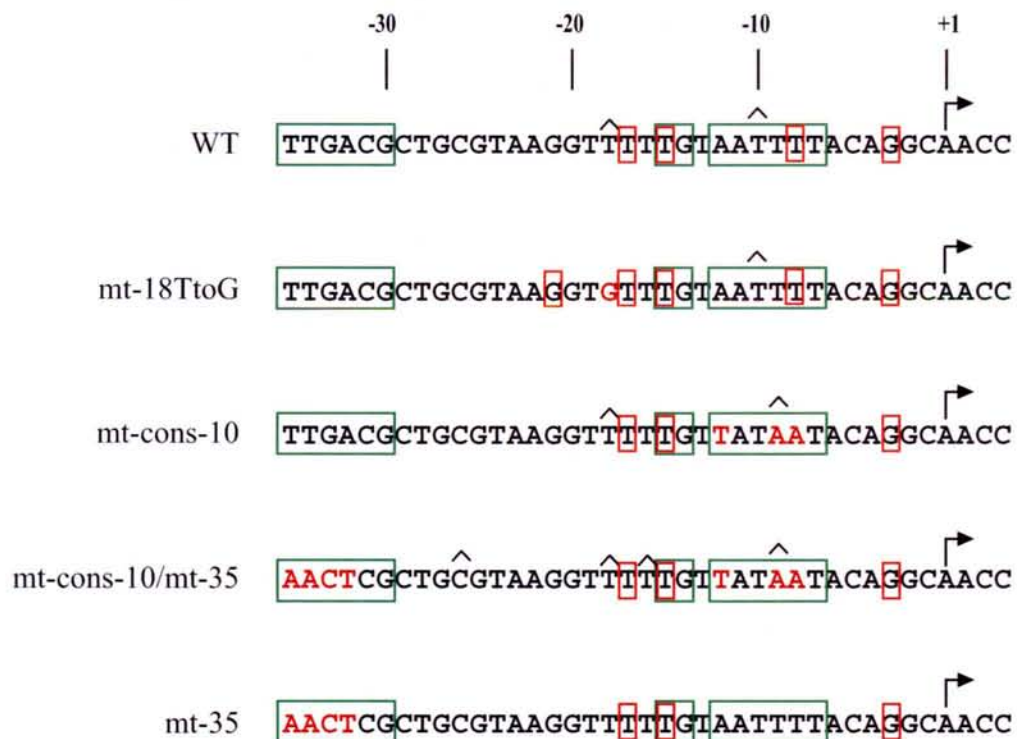 -30 -20 -10 +1
^ ^
WT TTGACGCTGCGTAAGGTTTTTGTAATTTTACAGGCAACC
^
mt-18TtoG TTGACGCTGCGTAAGGTGTTTGTAATTTTACAGGCAACC
^ ^
mt-cons-10 TTGACGCTGCGTAAGGTTTTTGTTATAATACAGGCAACC
^ ^ ^ ^
mt-cons-10/mt-35 AACTCGCTGCGTAAGGTTTTTGTTATAATACAGGCAACC
mt-35 AACTCGCTGCGTAAGGTTTTTGTAATTTTACAGGCAACC